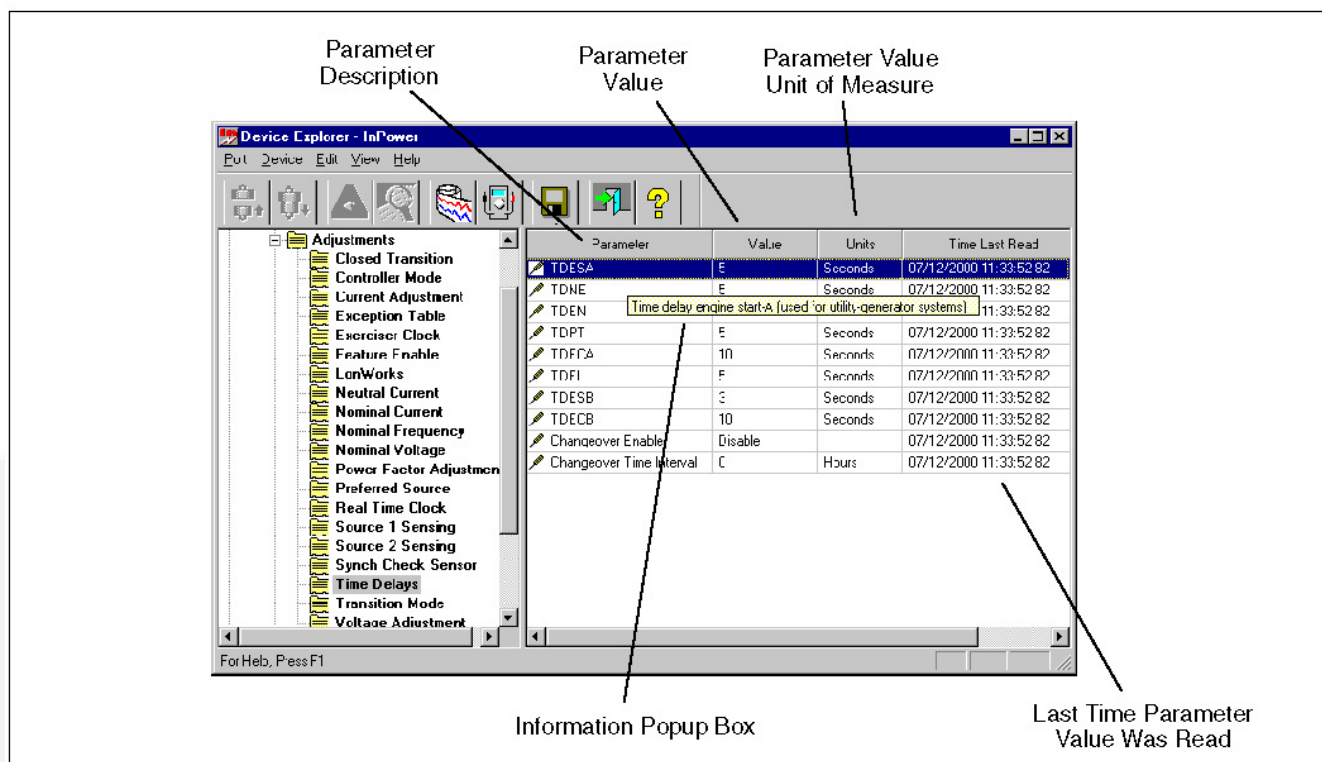 Parameter
Description
Parameter
Value
Parameter Value
Unit of Measure
Device Explorer - InPower
Device Edit View Help
Parameter Value Units Time Last Read
Adjustments
Closed Transition
Controller Mode
Current Adjustment
Exception Table
Exerciser Clock
Feature Enable
LonWorks
Neutral Current
Nominal Current
Nominal Frequency
Nominal Voltage
Power Factor Adjustmen
Preferred Source
Real Time Clock
Source 1 Sensing
Source 2 Sensing
Synch Check Sensor
Time Delays
Transition Mode
Voltage Adjustment
TDESA 5 Seconds 07/12/2000 11:33:52 82
TDNE 5 Seconds 07/12/2000 11:33:52 82
Time delay engine start-A (used for utility-generator systems)
TDEN 11:33:52 82
TDPT 5 Seconds 07/12/2000 11:33:52 82
TDECA 10 Seconds 07/12/2000 11:33:52 82
TDEL 5 Seconds 07/12/2000 11:33:52 82
TDESB 3 Seconds 07/12/2000 11:33:52 82
TDECB 10 Seconds 07/12/2000 11:33:52 82
Changeover Enable Disable 07/12/2000 11:33:52 82
Changeover Time Interval 0 Hours 07/12/2000 11:33:52 82
For Help, Press F1
Information Popup Box
Last Time Parameter
Value Was Read